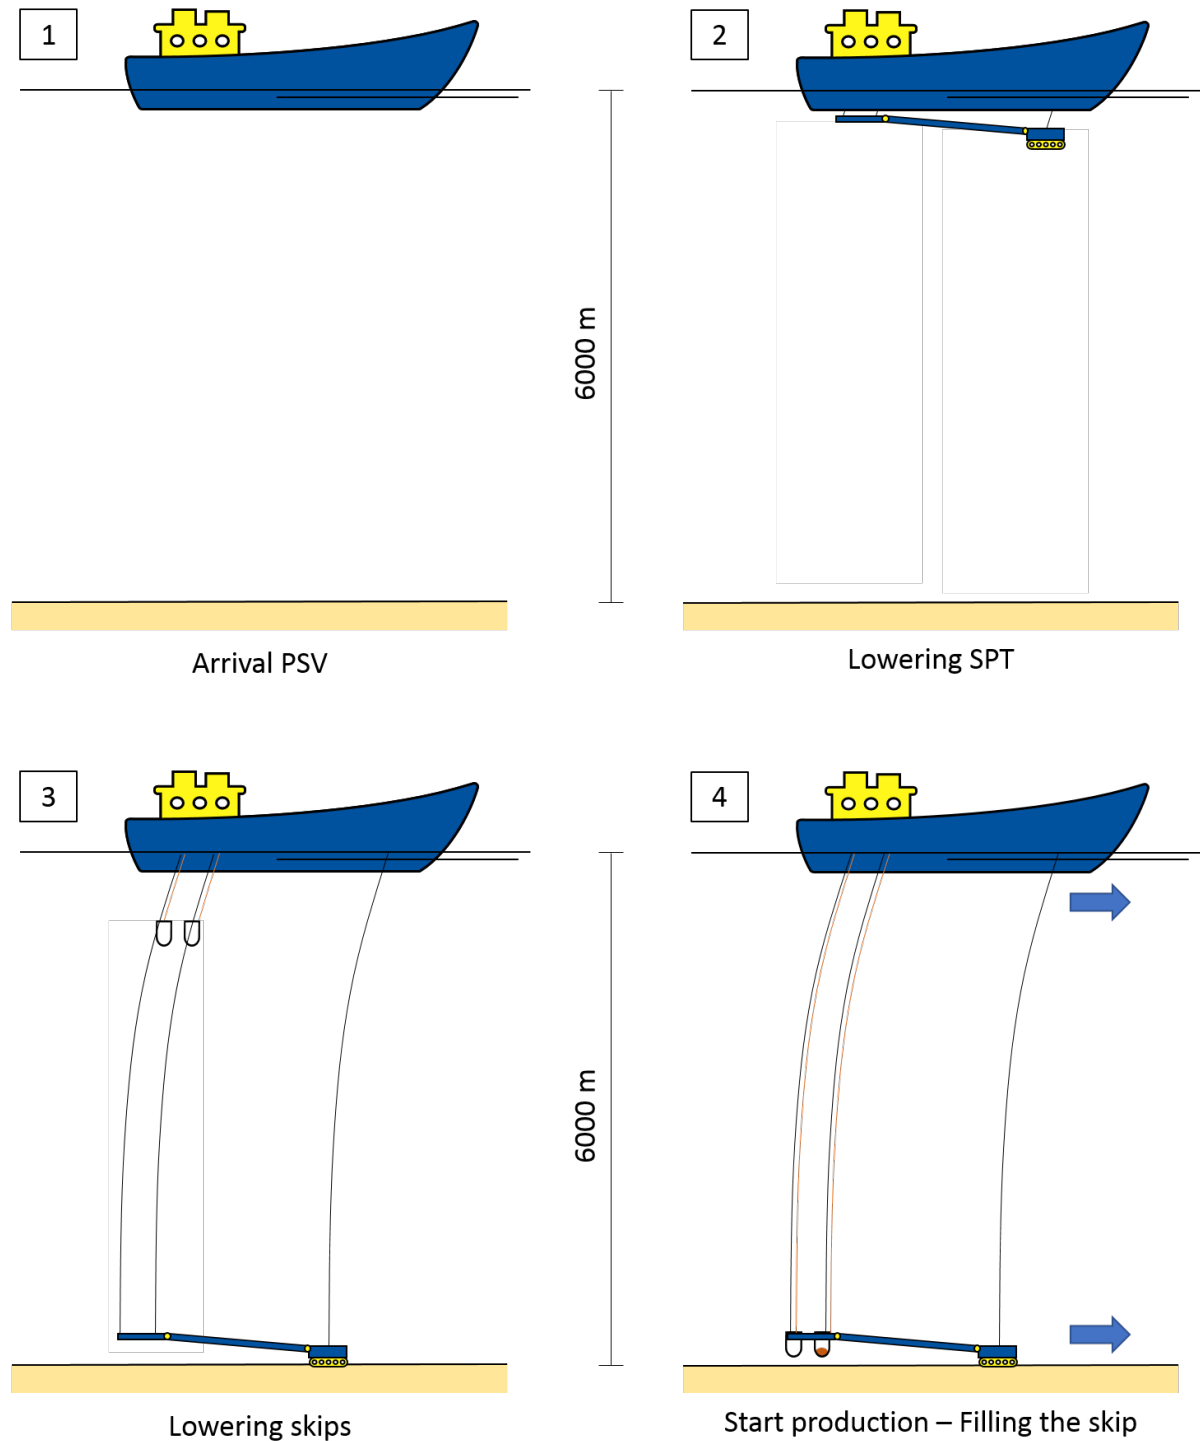 1
2
6000 m
Arrival PSV
Lowering SPT
3
4
6000 m
Lowering skips
Start production – Filling the skip